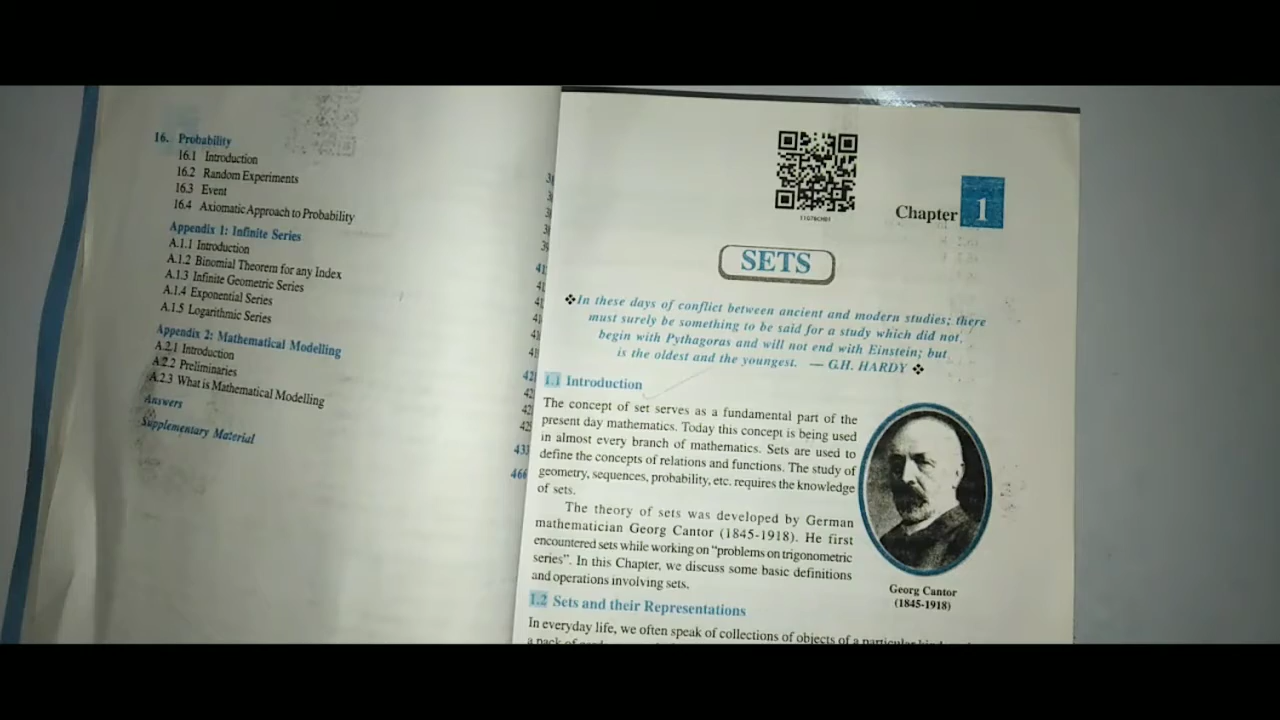 16. Probability
16.1 Introduction
16.2 Random Experiments
16.3 Event
16.4 Axiomatic Approach to Probability
Appendix 1: Infinite Series
A.1.1 Introduction
A.1.2 Binomial Theorem for any Index
A.1.3 Infinite Geometric Series
A.1.4 Exponential Series
A.1.5 Logarithmic Series
Appendix 2: Mathematical Modelling
A.2.1 Introduction
A.2.2 Preliminaries
A.2.3 What is Mathematical Modelling
Answers
Supplementary Material
433
466
Chapter 1
SETS
❖In these days of conflict between ancient and modern studies; there
must surely be something to be said for a study which did not
begin with Pythagoras and will not end with Einstein; but
is the oldest and the youngest. — G.H. HARDY ❖
1.1 Introduction
The concept of set serves as a fundamental part of the
present day mathematics. Today this concept is being used
in almost every branch of mathematics. Sets are used to
define the concepts of relations and functions. The study of
geometry, sequences, probability, etc. requires the knowledge
of sets.
The theory of sets was developed by German
mathematician Georg Cantor (1845-1918). He first
encountered sets while working on “problems on trigonometric
series”. In this Chapter, we discuss some basic definitions
and operations involving sets.
Georg Cantor
(1845-1918)
1.2 Sets and their Representations
In everyday life, we often speak of collections of objects of a particular
a pack of